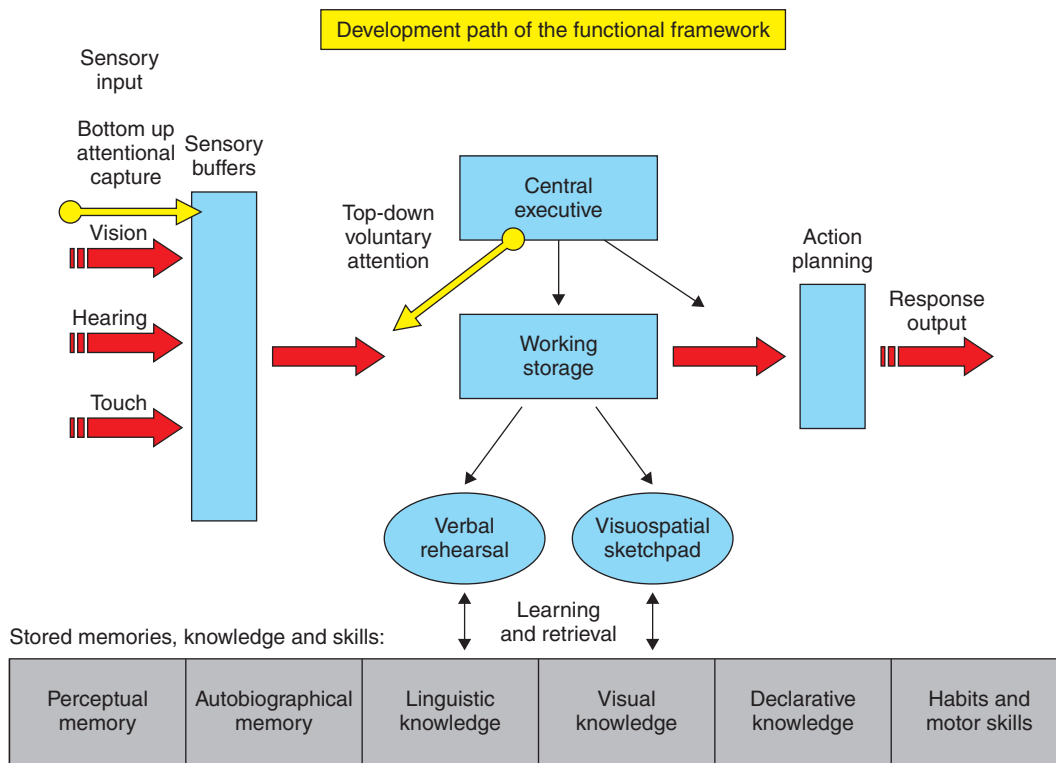 Development path of the functional framework
Sensory
input
Bottom up
attentional
capture
Sensory
buffers
Vision
Hearing
Touch
Top-down
voluntary
attention
Central
executive
Working
storage
Action
planning
Response
output
Verbal
rehearsal
Visuospatial
sketchpad
Learning
and retrieval
Stored memories, knowledge and skills:
Perceptual
memory
Autobiographical
memory
Linguistic
knowledge
Visual
knowledge
Declarative
knowledge
Habits and
motor skills